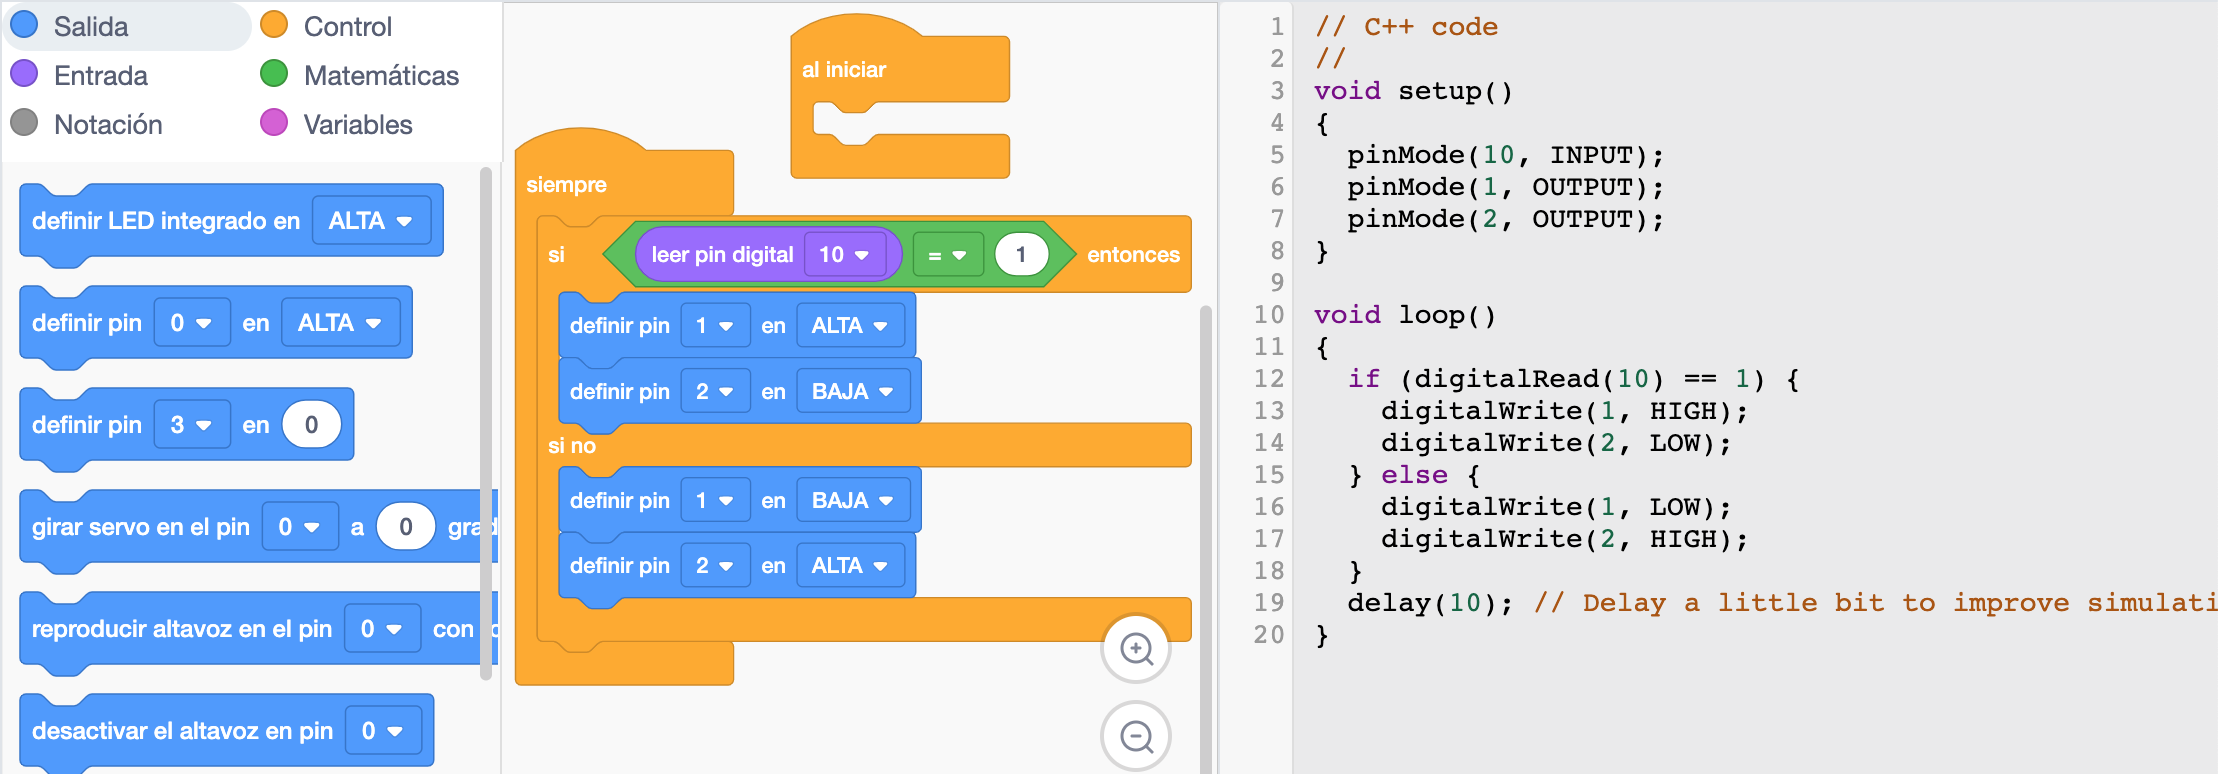 Salida
Control
Entrada
Matemáticas
Notación
Variables
definir LED integrado en ALTA
definir pin 0 en ALTA
definir pin 3 en 0
girar servo en el pin 0 a 0
reproducir altavoz en el pin 0 con
desactivar el altavoz en pin 0
al iniciar
siempre
si leer pin digital 10 = 1 entonces
definir pin 1 en ALTA
definir pin 2 en BAJA
si no
definir pin 1 en BAJA
definir pin 2 en ALTA
1 // C++ code
2 //
3 void setup()
4 {
5 pinMode(10, INPUT);
6 pinMode(1, OUTPUT);
7 pinMode(2, OUTPUT);
8 }
9
10 void loop()
11 {
12 if (digitalRead(10) == 1) {
13 digitalWrite(1, HIGH);
14 digitalWrite(2, LOW);
15 } else {
16 digitalWrite(1, LOW);
17 digitalWrite(2, HIGH);
18 }
19 delay(10); // Delay a little bit to improve simulati
20 }